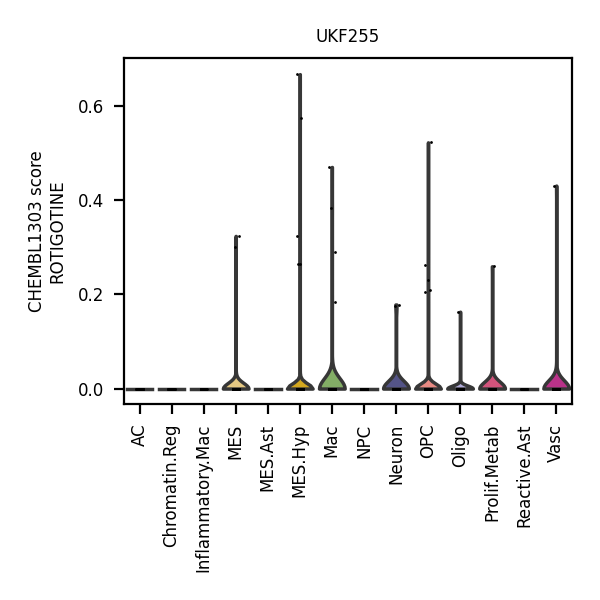 UKF255
CHEMBL1303 score
ROTIGOTINE
0.6
0.4
0.2
0.0
AC
Chromatin.Reg
Inflammatory.Mac
MES
MES.Ast
MES.Hyp
Mac
NPC
Neuron
OPC
Oligo
Prolif.Metab
Reactive.Ast
Vasc